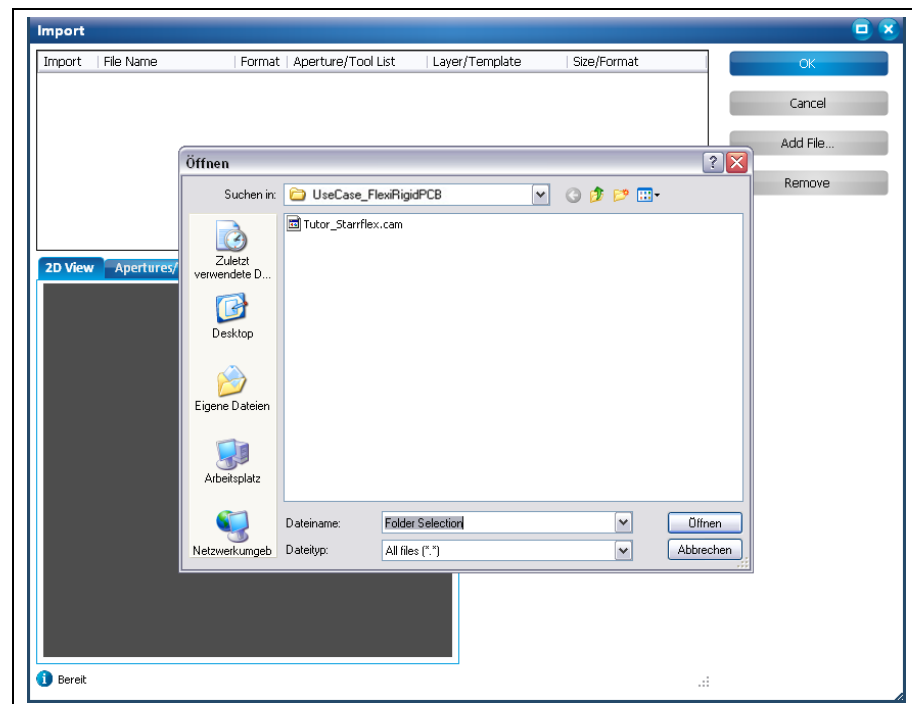 Import
Import File Name Format Aperture/Tool List Layer/Template Size/Format
OK
Cancel
Add File...
Remove
Öffnen
Suchen in: UseCase_FlexiRigidPCB
Tutor_Starrflex.cam
Zuletzt
verwendete D...
Desktop
Eigene Dateien
Arbeitsplatz
Netzwerkumgeb
Dateiname: Folder Selection Öffnen
Dateityp: All files (*.*) Abbrechen
2D View Apertures/
Bereit